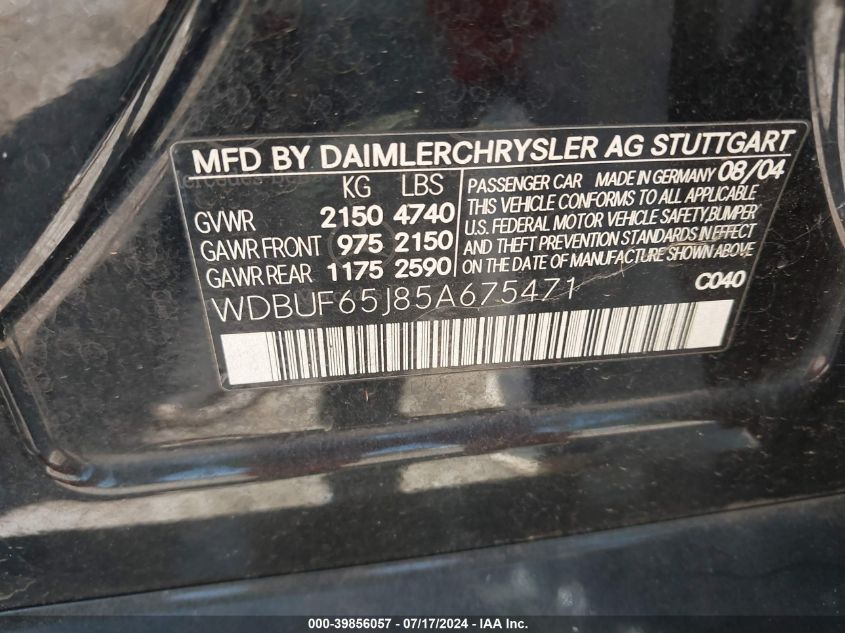 MFD BY DAIMLERCHRYSLER AG STUTTGART
KG LBS
GVWR 2150 4740
GAWR FRONT 975 2150
GAWR REAR 1175 2590
PASSENGER CAR MADE IN GERMANY 08/04
THIS VEHICLE CONFORMS TO ALL APPLICABLE
U.S. FEDERAL MOTOR VEHICLE SAFETY,BUMPER
AND THEFT PREVENTION STANDARDS IN EFFECT
ON THE DATE OF MANUFACTURE SHOWN ABOVE
WDBUF65J85A675471 C040
000-39856057 - 07/17/2024 - IAA Holdings, LLC.